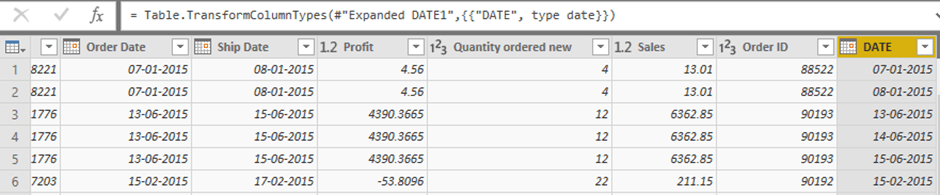 fx = Table.TransformColumnTypes(#"Expanded DATE1",{{"DATE", type date}})
Order Date Ship Date 1.2 Profit 1²3 Quantity ordered new 1.2 Sales 1²3 Order ID DATE
1 8221 07-01-2015 08-01-2015 4.56 4 13.01 88522 07-01-2015
2 8221 07-01-2015 08-01-2015 4.56 4 13.01 88522 08-01-2015
3 1776 13-06-2015 15-06-2015 4390.3665 12 6362.85 90193 13-06-2015
4 1776 13-06-2015 15-06-2015 4390.3665 12 6362.85 90193 14-06-2015
5 1776 13-06-2015 15-06-2015 4390.3665 12 6362.85 90193 15-06-2015
6 7203 15-02-2015 17-02-2015 -53.8096 22 211.15 90192 15-02-2015